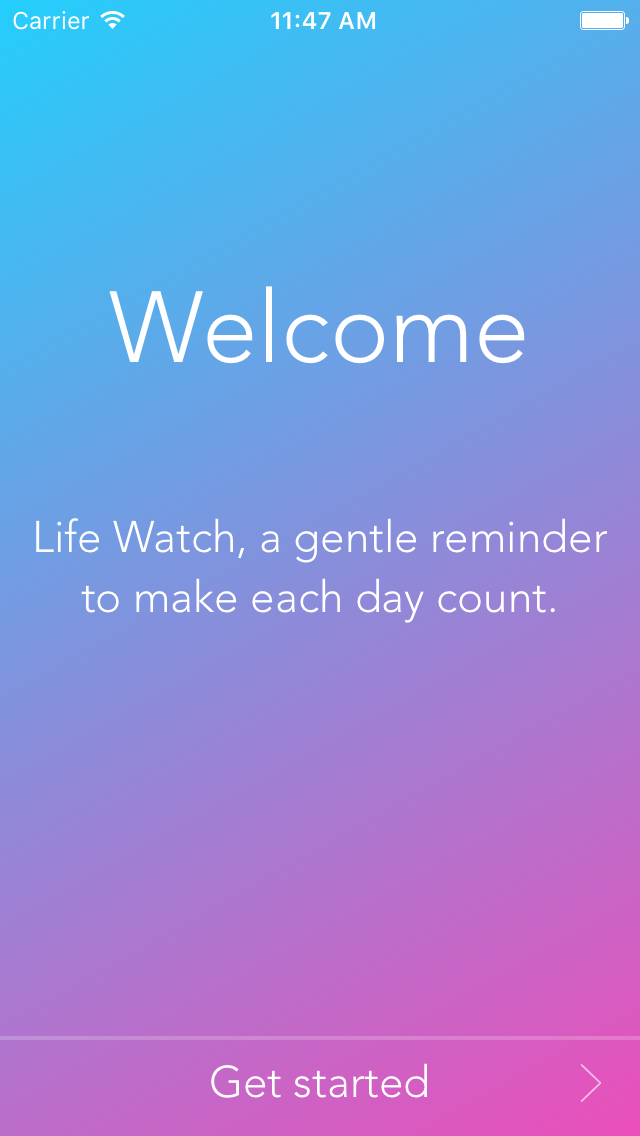 Carrier 11:47 AM
Welcome
Life Watch, a gentle reminder
to make each day count.
Get started